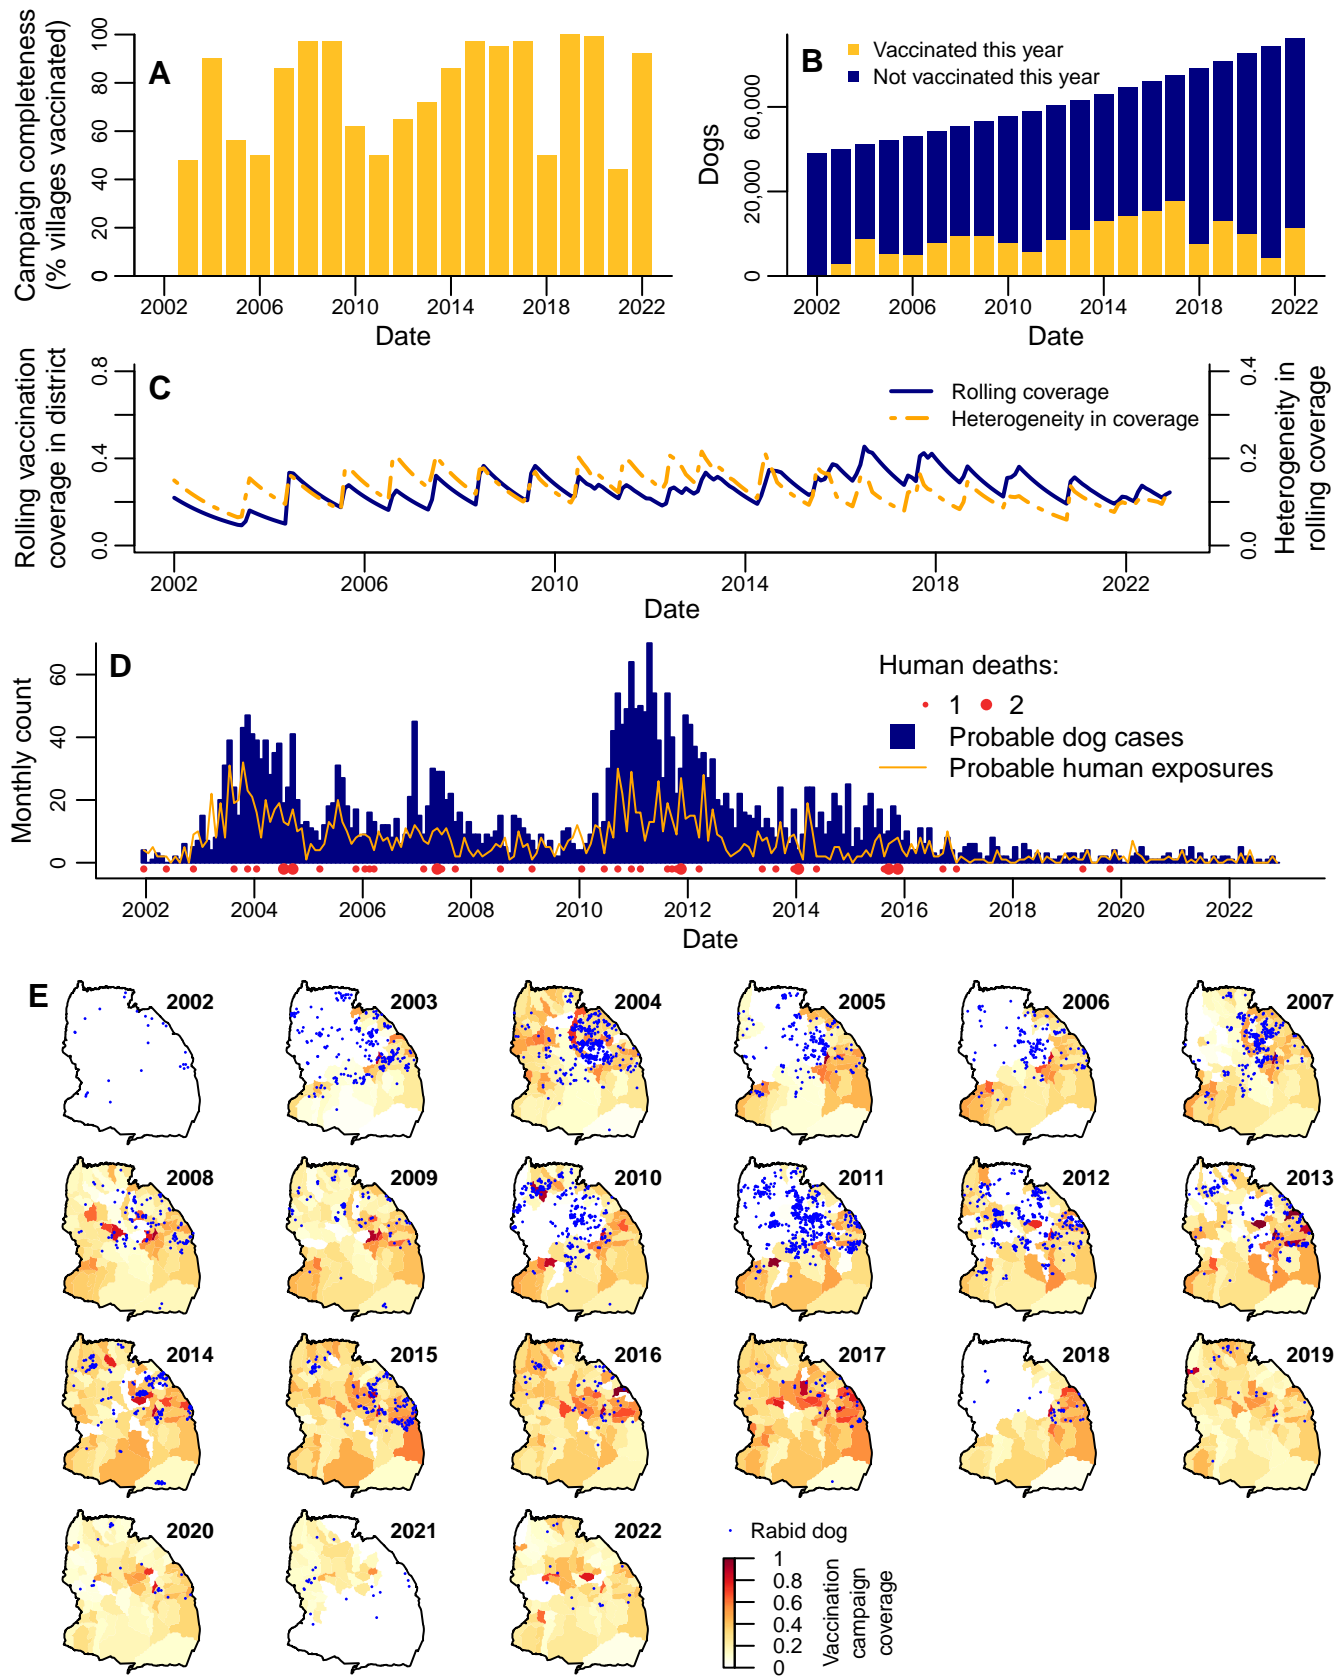 Campaign completeness
(% villages vaccinated)
0
20
40
60
80
100
A
2002
2006
2010
2014
2018
2022
Date
B
Vaccinated this year
Not vaccinated this year
Dogs
0
20,000
60,000
2002
2006
2010
2014
2018
2022
Date
C
Rolling vaccination
coverage in district
0.0
0.4
0.8
Rolling coverage
Heterogeneity in coverage
0.0
0.2
0.4
Heterogeneity in
rolling coverage
2002
2006
2010
2014
2018
2022
Date
D
Monthly count
0
20
40
60
Human deaths:
1
2
Probable dog cases
Probable human exposures
2002
2004
2006
2008
2010
2012
2014
2016
2018
2020
2022
Date
E
2002
2003
2004
2005
2006
2007
2008
2009
2010
2011
2012
2013
2014
2015
2016
2017
2018
2019
2020
2021
2022
Rabid dog
1
0.8
0.6
0.4
0.2
0
Vaccination
campaign
coverage